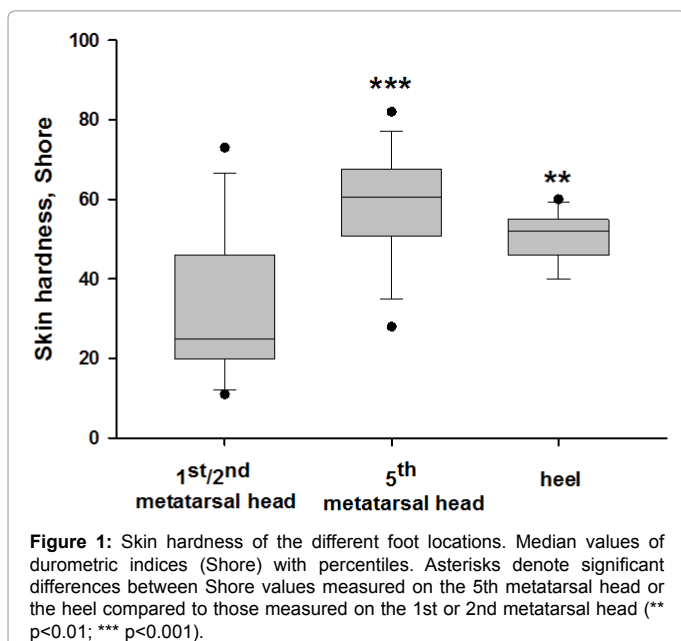 100
80
60
40
20
0
Skin hardness, Shore
***
**
1st/2nd
metatarsal head
5th
metatarsal head
heel
Figure 1: Skin hardness of the different foot locations. Median values of
durometric indices (Shore) with percentiles. Asterisks denote significant
differences between Shore values measured on the 5th metatarsal head or
the heel compared to those measured on the 1st or 2nd metatarsal head (**
p<0.01; *** p<0.001).